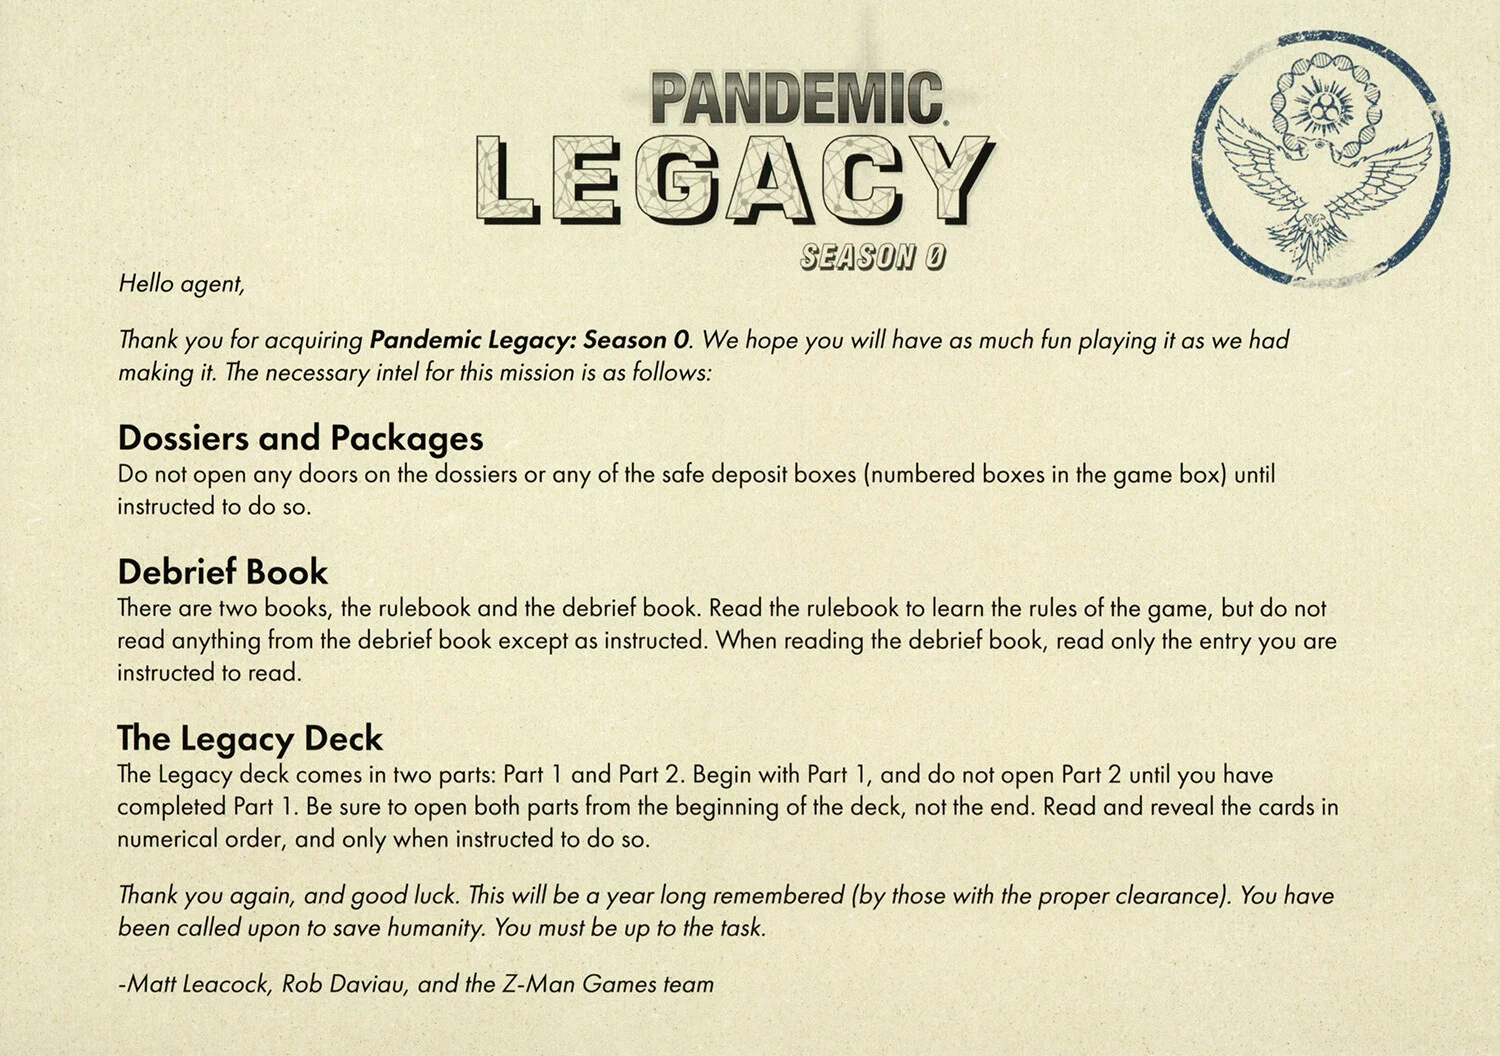 PANDEMIC®
LEGACY
SEASON 0
Hello agent,
Thank you for acquiring Pandemic Legacy: Season 0. We hope you will have as much fun playing it as we had
making it. The necessary intel for this mission is as follows:
Dossiers and Packages
Do not open any doors on the dossiers or any of the safe deposit boxes (numbered boxes in the game box) until
instructed to do so.
Debrief Book
There are two books, the rulebook and the debrief book. Read the rulebook to learn the rules of the game, but do not
read anything from the debrief book except as instructed. When reading the debrief book, read only the entry you are
instructed to read.
The Legacy Deck
The Legacy deck comes in two parts: Part 1 and Part 2. Begin with Part 1, and do not open Part 2 until you have
completed Part 1. Be sure to open both parts from the beginning of the deck, not the end. Read and reveal the cards in
numerical order, and only when instructed to do so.
Thank you again, and good luck. This will be a year long remembered (by those with the proper clearance). You have
been called upon to save humanity. You must be up to the task.
-Matt Leacock, Rob Daviau, and the Z-Man Games team